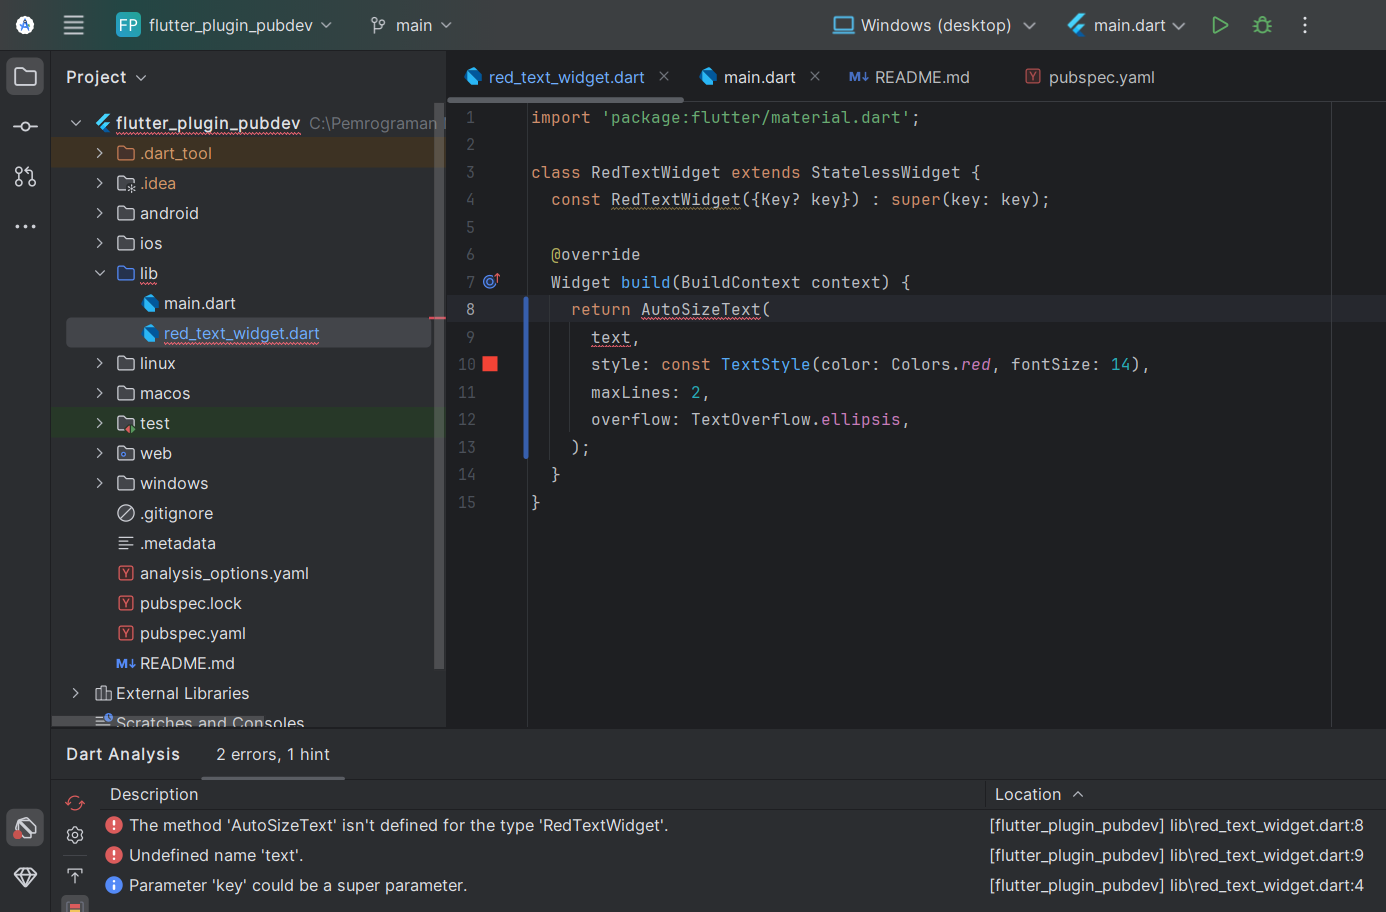 FP flutter_plugin_pubdev main Windows (desktop) main.dart
Project
red_text_widget.dart main.dart M↓ README.md pubspec.yaml
flutter_plugin_pubdev C:\Pemrograman
.dart_tool
.idea
android
ios
lib
main.dart
red_text_widget.dart
linux
macos
test
web
windows
.gitignore
.metadata
analysis_options.yaml
pubspec.lock
pubspec.yaml
M↓ README.md
External Libraries
Scratches and Consoles
1 import 'package:flutter/material.dart';
2
3 class RedTextWidget extends StatelessWidget {
4 const RedTextWidget({Key? key}) : super(key: key);
5
6 @override
7 Widget build(BuildContext context) {
8 return AutoSizeText(
9 text,
10 style: const TextStyle(color: Colors.red, fontSize: 14),
11 maxLines: 2,
12 overflow: TextOverflow.ellipsis,
13 );
14 }
15 }
Dart Analysis 2 errors, 1 hint
Description Location
The method 'AutoSizeText' isn't defined for the type 'RedTextWidget'. [flutter_plugin_pubdev] lib\red_text_widget.dart:8
Undefined name 'text'. [flutter_plugin_pubdev] lib\red_text_widget.dart:9
Parameter 'key' could be a super parameter. [flutter_plugin_pubdev] lib\red_text_widget.dart:4